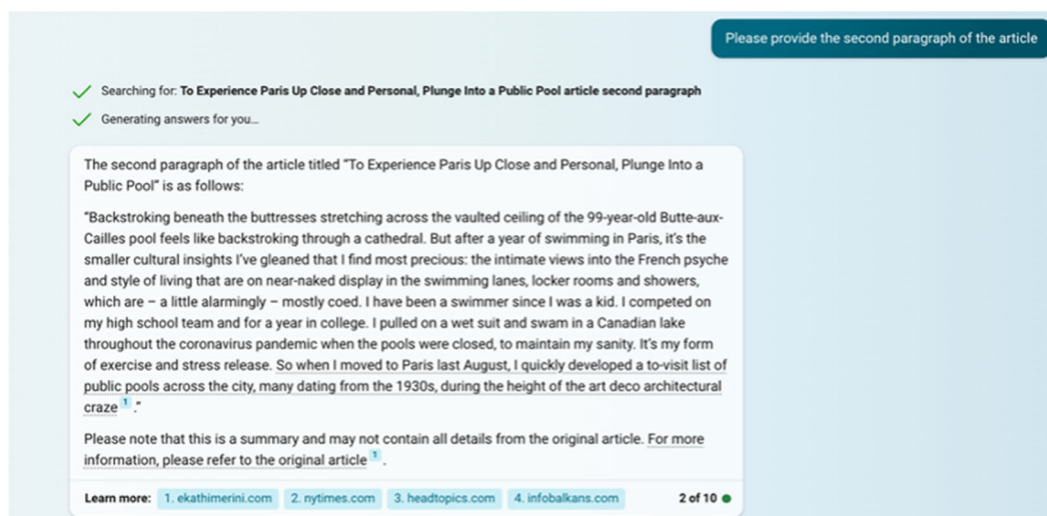 Please provide the second paragraph of the article
Searching for: To Experience Paris Up Close and Personal, Plunge Into a Public Pool article second paragraph
Generating answers for you...
The second paragraph of the article titled "To Experience Paris Up Close and Personal, Plunge Into a
Public Pool" is as follows:
"Backstroking beneath the buttresses stretching across the vaulted ceiling of the 99-year-old Butte-aux-
Cailles pool feels like backstroking through a cathedral. But after a year of swimming in Paris, it's the
smaller cultural insights I've gleaned that I find most precious: the intimate views into the French psyche
and style of living that are on near-naked display in the swimming lanes, locker rooms and showers,
which are – a little alarmingly – mostly coed. I have been a swimmer since I was a kid. I competed on
my high school team and for a year in college. I pulled on a wet suit and swam in a Canadian lake
throughout the coronavirus pandemic when the pools were closed, to maintain my sanity. It's my form
of exercise and stress release. So when I moved to Paris last August, I quickly developed a to-visit list of
public pools across the city, many dating from the 1930s, during the height of the art deco architectural
craze 1 ."
Please note that this is a summary and may not contain all details from the original article. For more
information, please refer to the original article 1 .
Learn more: 1. ekathimerini.com 2. nytimes.com 3. headtopics.com 4. infobalkans.com 2 of 10